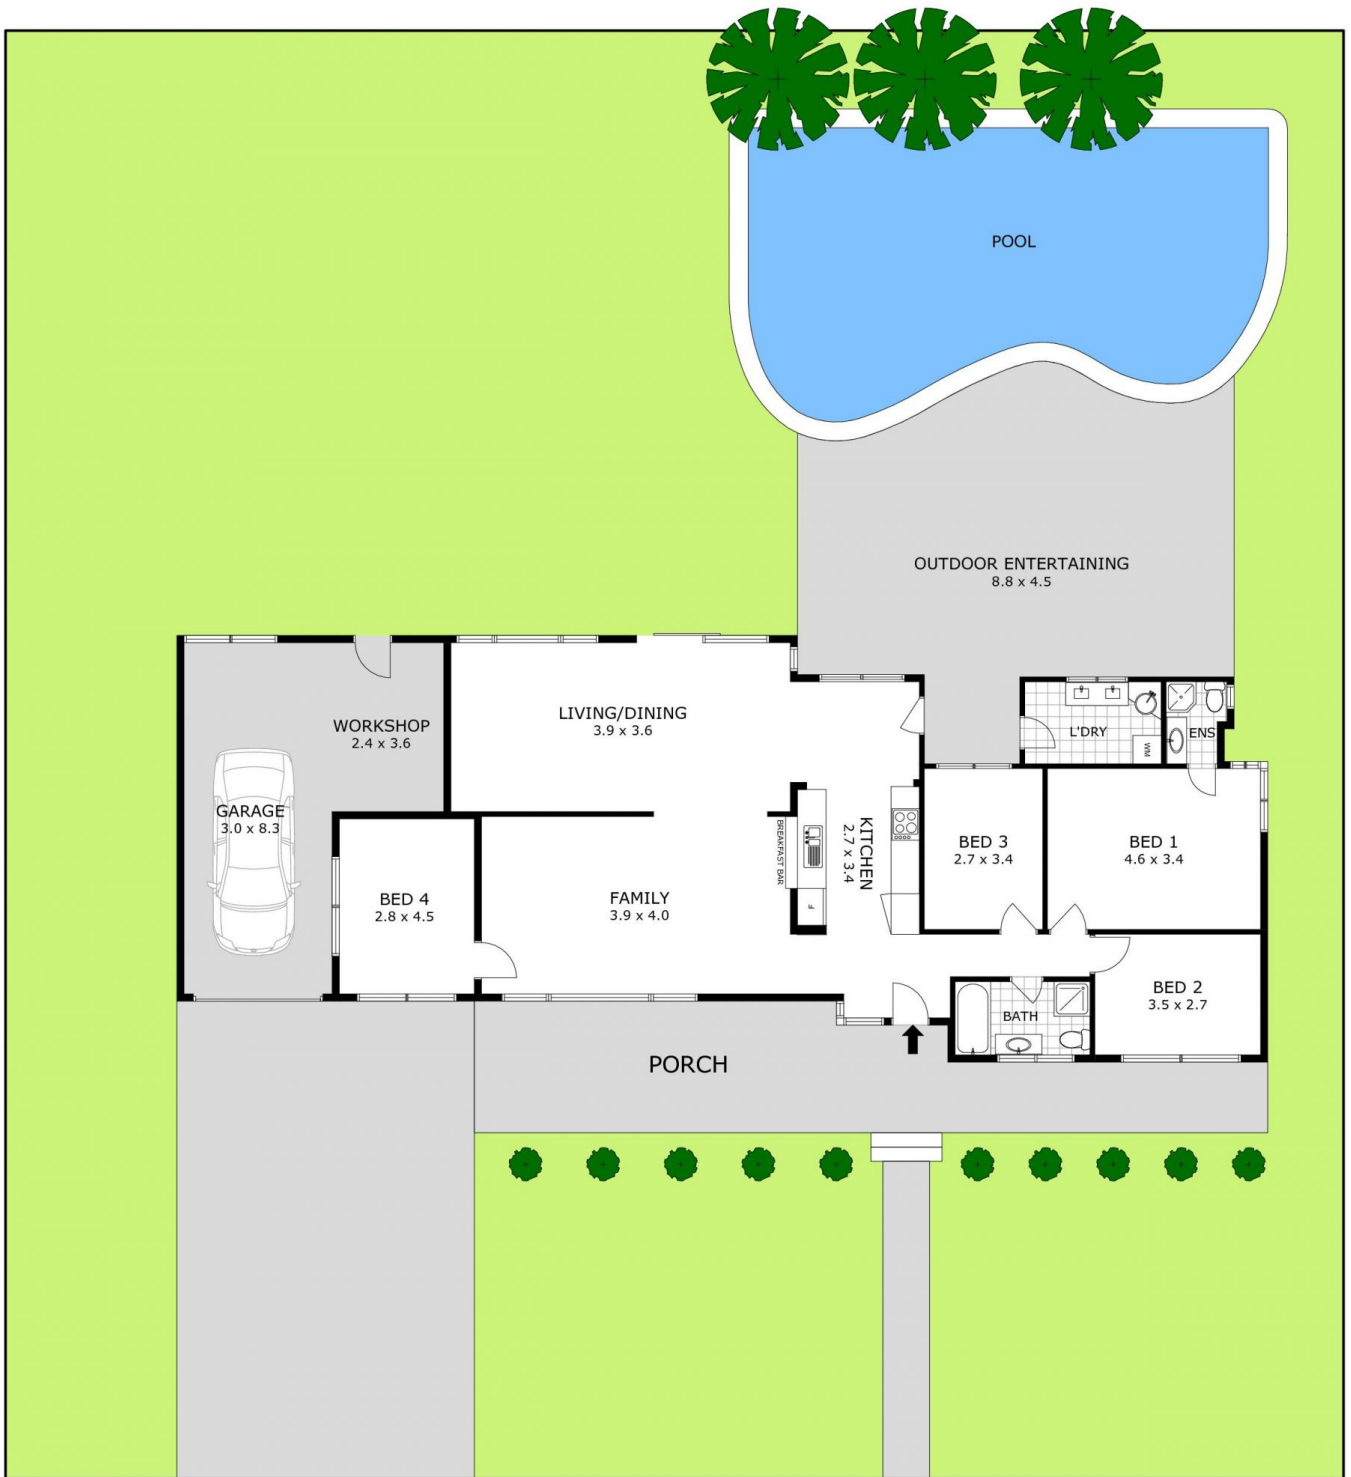 POOL
OUTDOOR ENTERTAINING
8.8 x 4.5
LIVING/DINING
3.9 x 3.6
WORKSHOP
2.4 x 3.6
L'DRY
WM
ENS
GARAGE
3.0 x 8.3
BREAKFAST BAR
KITCHEN
2.7 x 3.4
F
BED 3
2.7 x 3.4
BED 1
4.6 x 3.4
BED 4
2.8 x 4.5
FAMILY
3.9 x 4.0
BED 2
3.5 x 2.7
BATH
PORCH